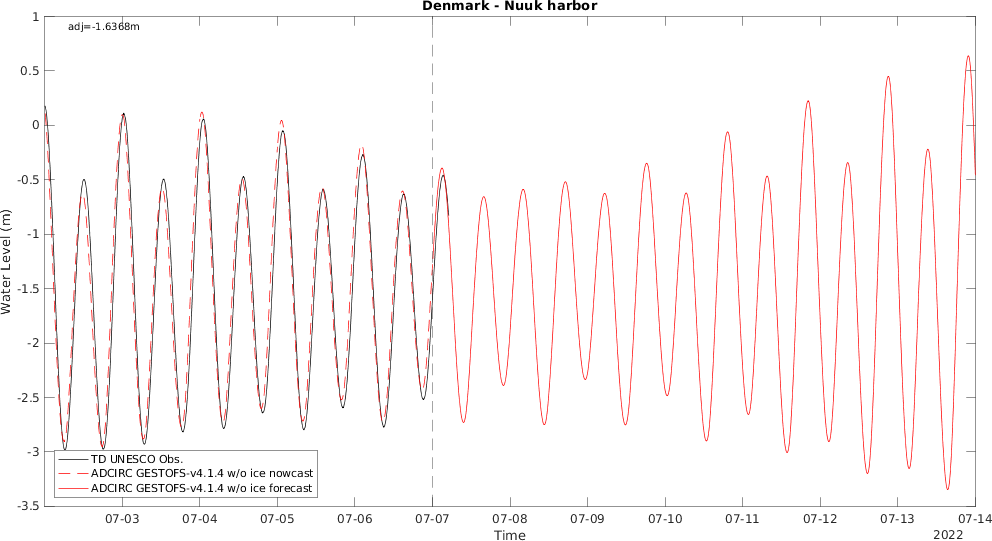 Denmark - Nuuk harbor
adj=-1.6368m
1
0.5
0
-0.5
-1
-1.5
-2
-2.5
-3
-3.5
Water Level (m)
TD UNESCO Obs.
ADCIRC GESTOFS-v4.1.4 w/o ice nowcast
ADCIRC GESTOFS-v4.1.4 w/o ice forecast
07-03 07-04 07-05 07-06 07-07 07-08 07-09 07-10 07-11 07-12 07-13 07-14
Time
2022